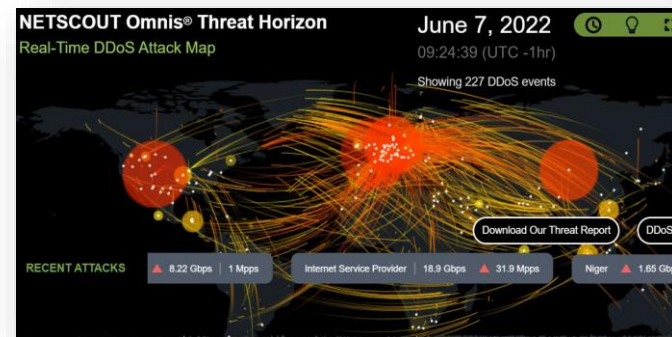 NETSCOUT Omnis® Threat Horizon
Real-Time DDoS Attack Map
June 7, 2022
09:24:39 (UTC -1hr)
Showing 227 DDoS events
Download Our Threat Report
DDoS
RECENT ATTACKS
▲ 8.22 Gbps | 1 Mpps
Internet Service Provider | 18.9 Gbps ▲ 31.9 Mpps
Niger ▲ 1.65 Gb